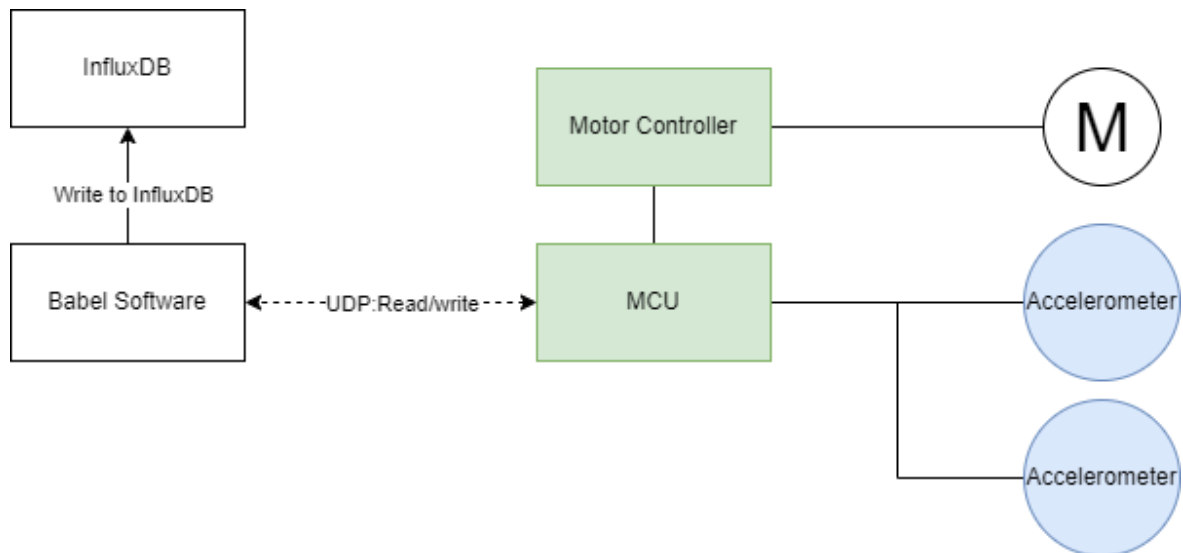 InfluxDB
Motor Controller
M
Write to InfluxDB
Babel Software
UDP:Read/write
MCU
Accelerometer
Accelerometer